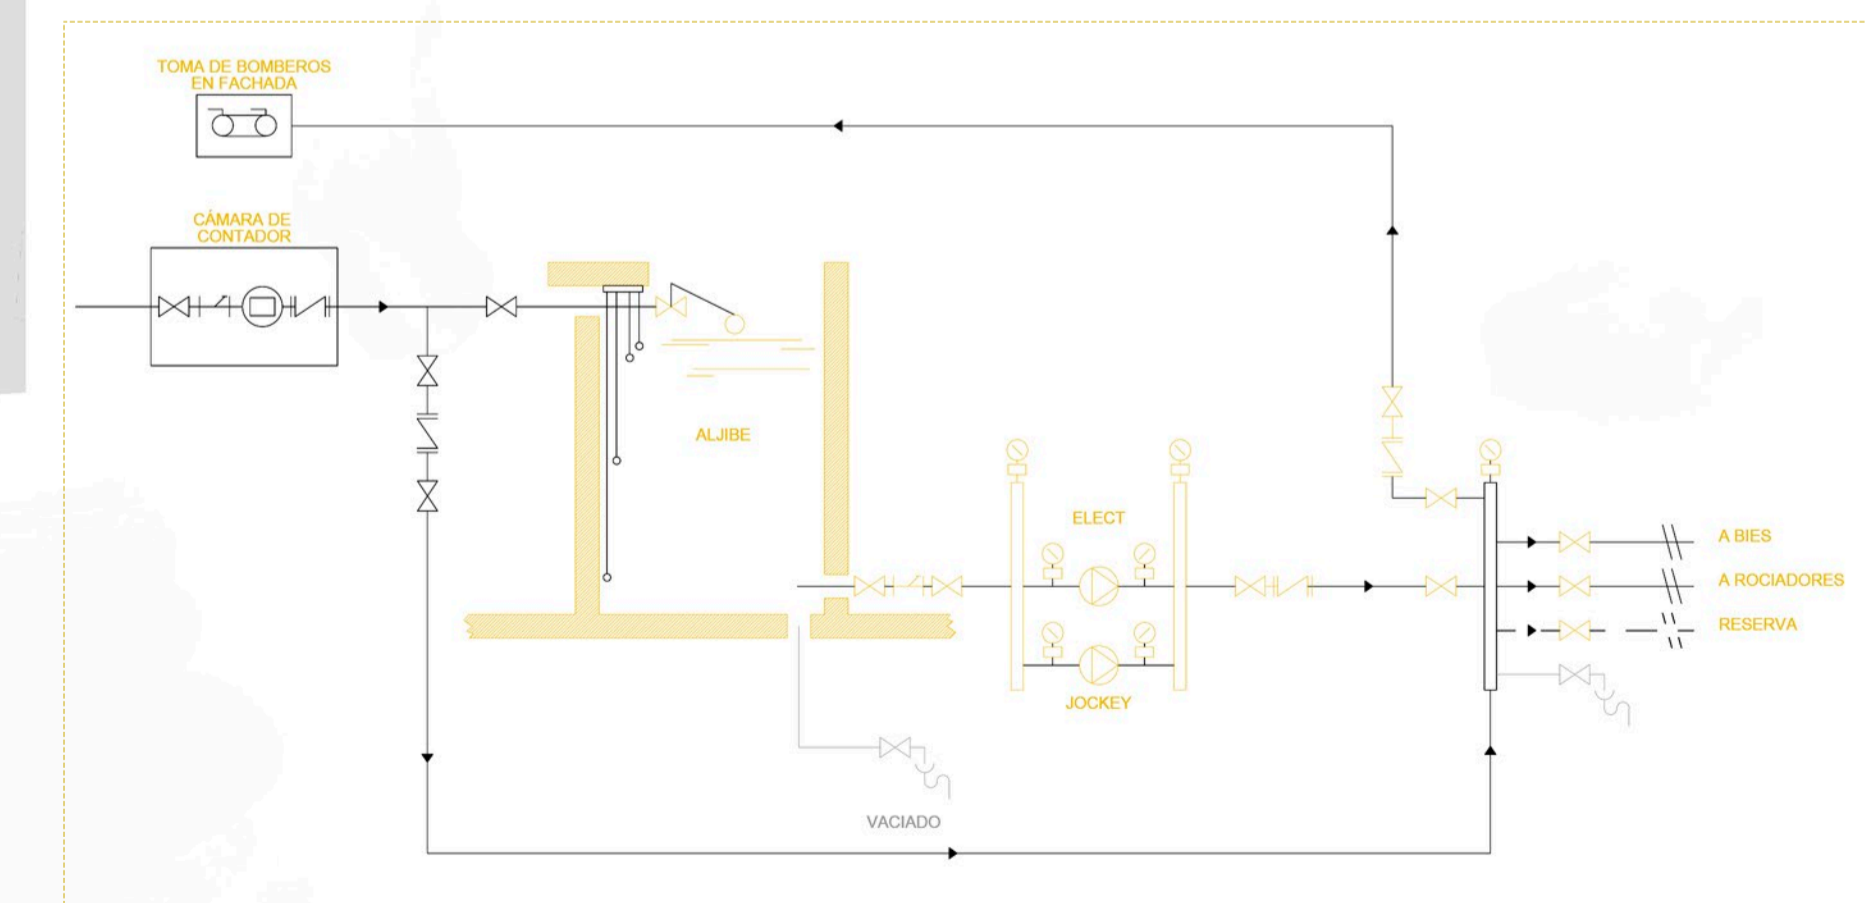 TOMA DE BOMBEROS
EN FACHADA
CÁMARA DE
CONTADOR
ALJIBE
ELECT
A BIES
A ROCIADORES
RESERVA
JOCKEY
VACIADO